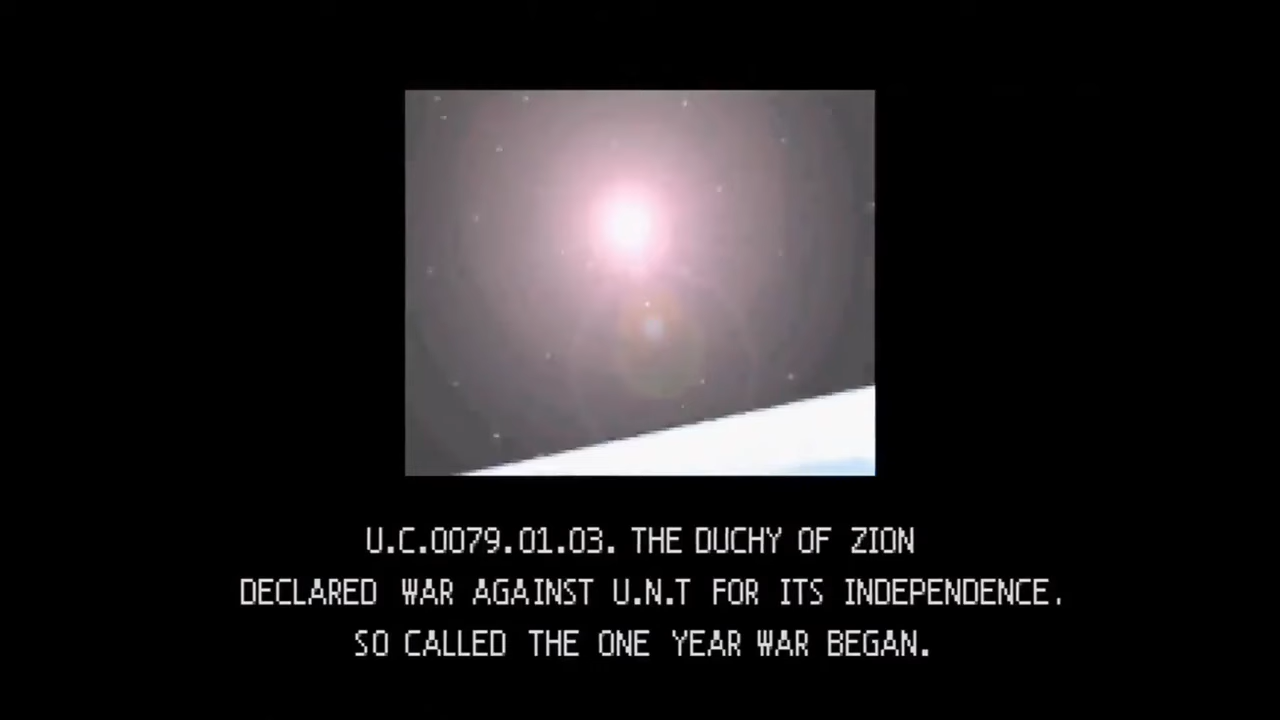 U.C.0079.01.03. THE DUCHY OF ZION
DECLARED WAR AGAINST U.N.T FOR ITS INDEPENDENCE.
SO CALLED THE ONE YEAR WAR BEGAN.